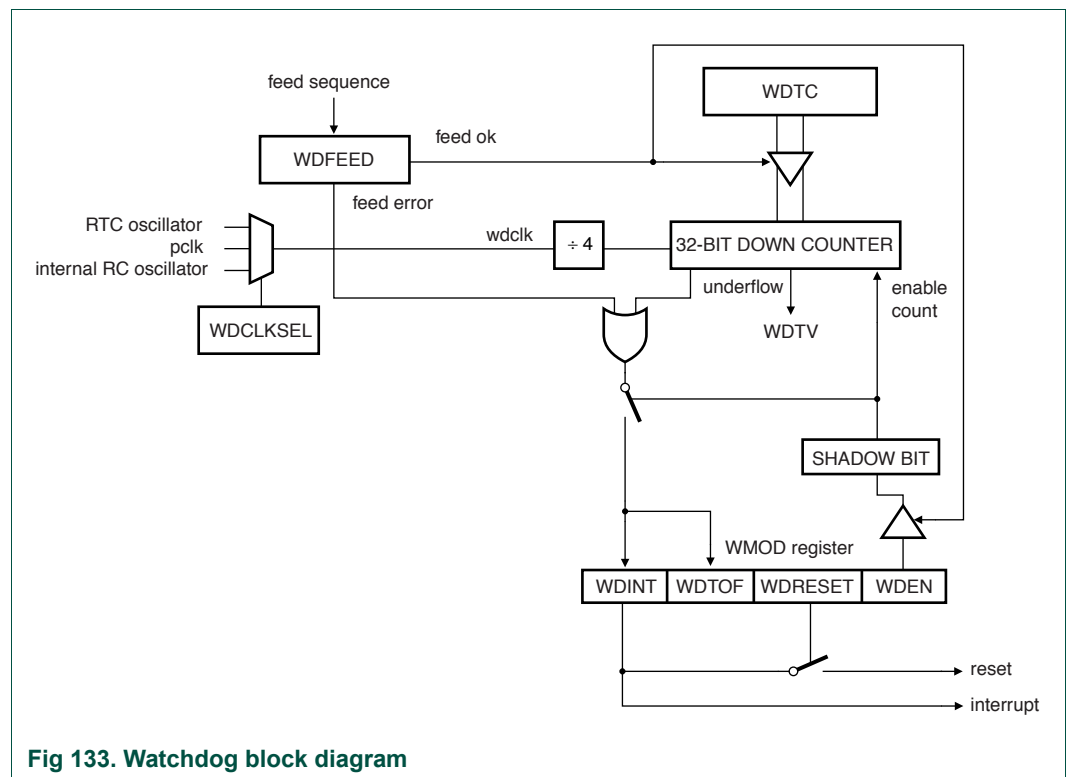 feed sequence
WDTC
feed ok
WDFEED
feed error
RTC oscillator
pclk
internal RC oscillator
wdclk
÷ 4
32-BIT DOWN COUNTER
underflow
enable
count
WDCLKSEL
WDTV
SHADOW BIT
WMOD register
WDINT WDTOF WDRESET WDEN
reset
interrupt
Fig 133. Watchdog block diagram